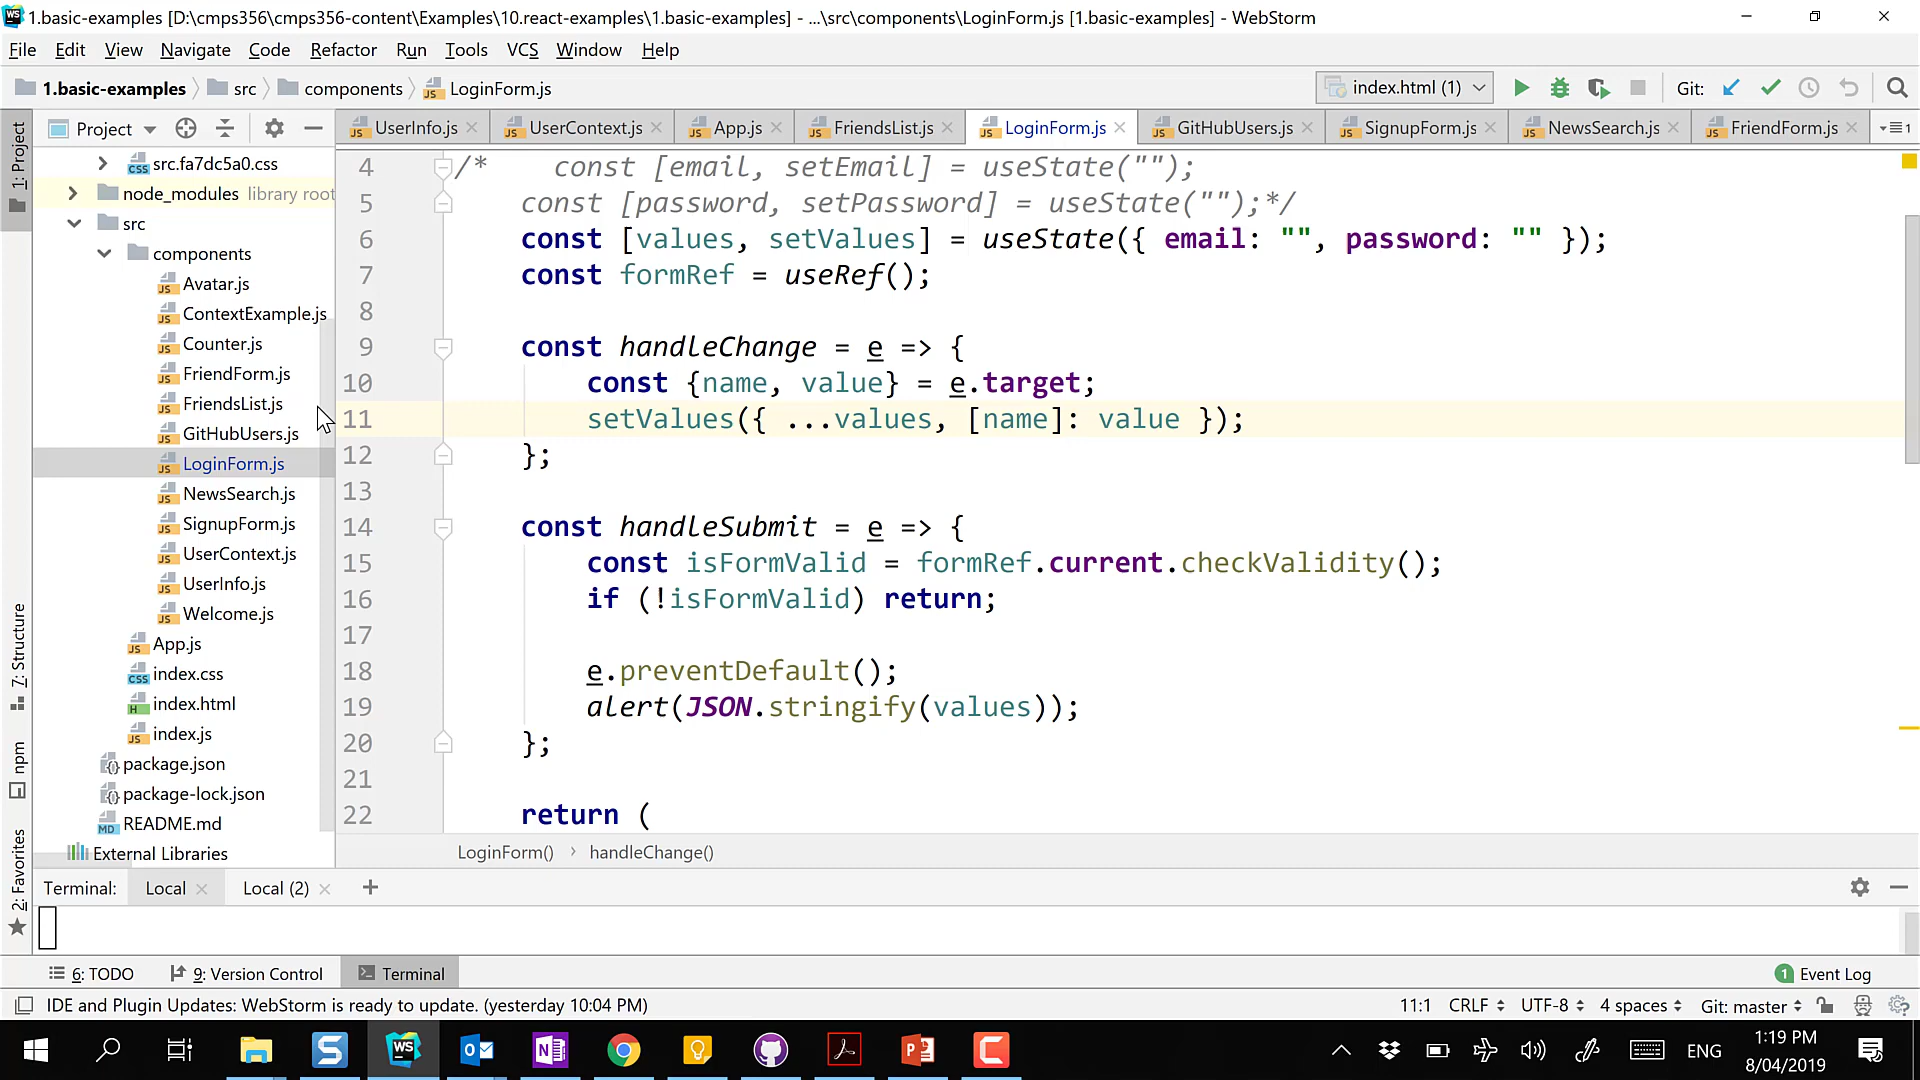 1.basic-examples [D:\cmps356\cmps356-content\Examples\10.react-examples\1.basic-examples] - ...\src\components\LoginForm.js [1.basic-examples] - WebStorm
File Edit View Navigate Code Refactor Run Tools VCS Window Help
1.basic-examples src components LoginForm.js index.html (1) Git:
Project UserInfo.js UserContext.js App.js FriendsList.js LoginForm.js GitHubUsers.js SignupForm.js NewsSearch.js FriendForm.js 1
1: Project
7: Structure
npm
2: Favorites
src.fa7dc5a0.css
node_modules library root
src
components
Avatar.js
ContextExample.js
Counter.js
FriendForm.js
FriendsList.js
GitHubUsers.js
LoginForm.js
NewsSearch.js
SignupForm.js
UserContext.js
UserInfo.js
Welcome.js
App.js
index.css
index.html
index.js
package.json
package-lock.json
README.md
External Libraries
4 /*    const [email, setEmail] = useState("");
5 const [password, setPassword] = useState("");*/
6 const [values, setValues] = useState({ email: "", password: "" });
7 const formRef = useRef();
8
9 const handleChange = e => {
10 const {name, value} = e.target;
11 setValues({ ...values, [name]: value });
12 };
13
14 const handleSubmit = e => {
15 const isFormValid = formRef.current.checkValidity();
16 if (!isFormValid) return;
17
18 e.preventDefault();
19 alert(JSON.stringify(values));
20 };
21
22 return (
LoginForm() › handleChange()
Terminal: Local Local (2) +
6: TODO 9: Version Control Terminal 1 Event Log
IDE and Plugin Updates: WebStorm is ready to update. (yesterday 10:04 PM) 11:1 CRLF UTF-8 4 spaces Git: master
ENG 1:19 PM
8/04/2019